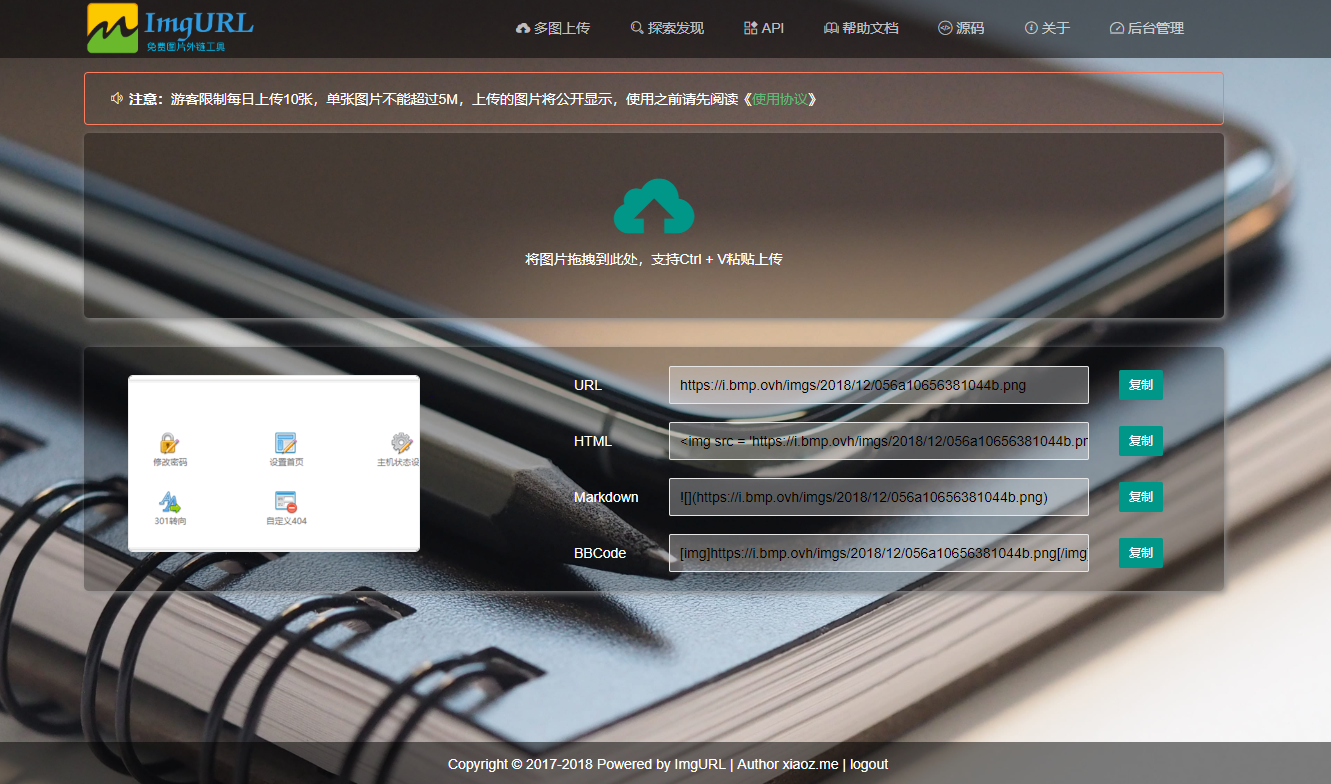 ImgURL
免费图片外链工具
多图上传 探索发现 API 帮助文档 源码 关于 后台管理
注意：游客限制每日上传10张，单张图片不能超过5M，上传的图片将公开显示，使用之前请先阅读《使用协议》
将图片拖拽到此处，支持Ctrl + V粘贴上传
修改密码 设置首页 主机状态设
301转向 自定义404
URL https://i.bmp.ovh/imgs/2018/12/056a10656381044b.png 复制
HTML <img src = 'https://i.bmp.ovh/imgs/2018/12/056a10656381044b.pr 复制
Markdown ![](https://i.bmp.ovh/imgs/2018/12/056a10656381044b.png) 复制
BBCode [img]https://i.bmp.ovh/imgs/2018/12/056a10656381044b.png[/img 复制
Copyright © 2017-2018 Powered by ImgURL | Author xiaoz.me | logout